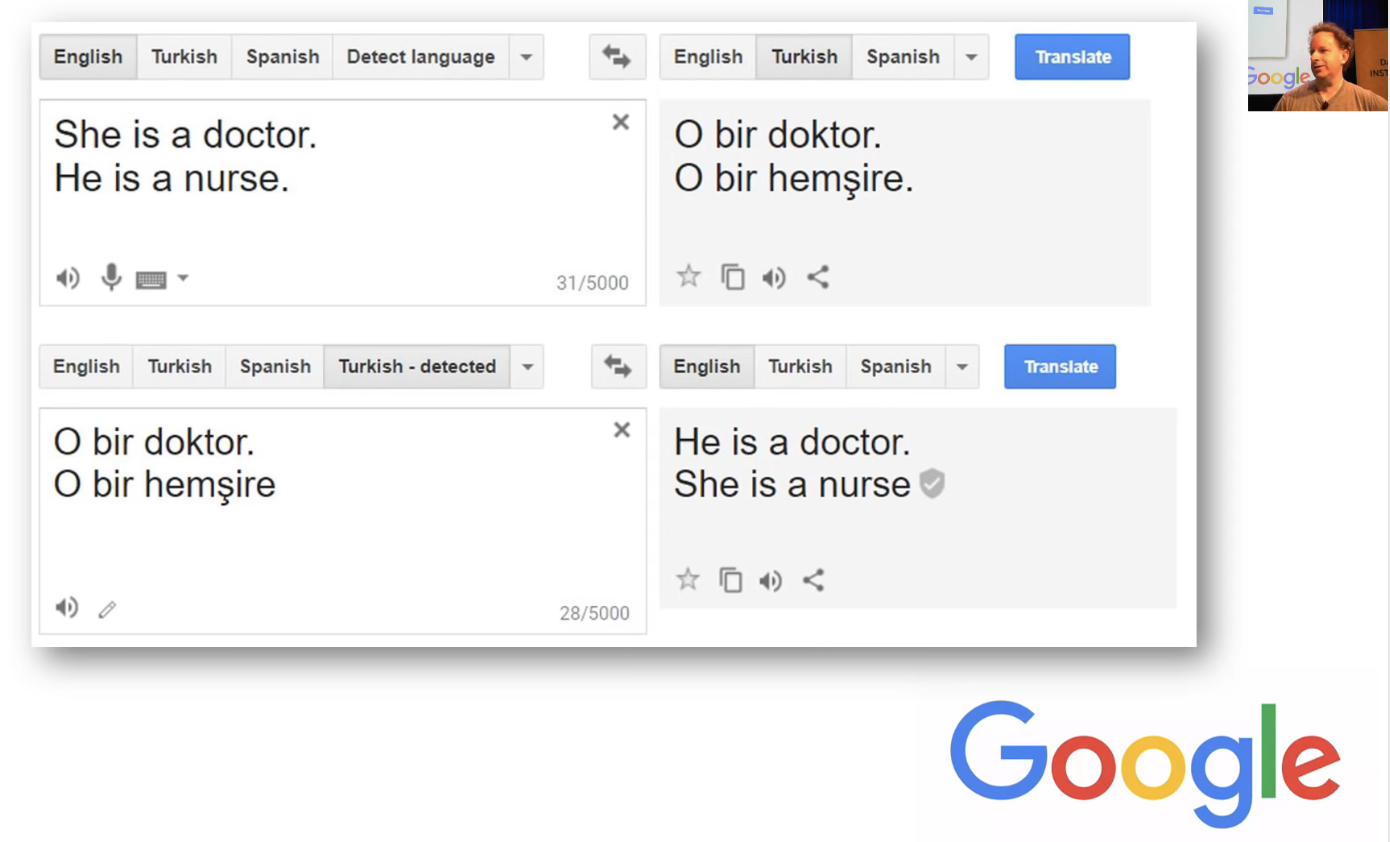 English Turkish Spanish Detect language
English Turkish Spanish
Translate
She is a doctor.
He is a nurse.
31/5000
O bir doktor.
O bir hemşire.
English Turkish Spanish Turkish - detected
English Turkish Spanish
Translate
O bir doktor.
O bir hemşire
28/5000
He is a doctor.
She is a nurse
Google
Google